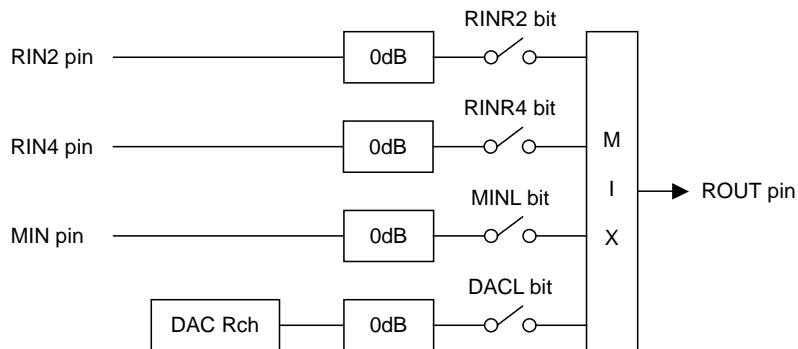 RINR2 bit
RIN2 pin 0dB
RINR4 bit
RIN4 pin 0dB
M
I
X
ROUT pin
MINL bit
MIN pin 0dB
DACL bit
DAC Rch 0dB